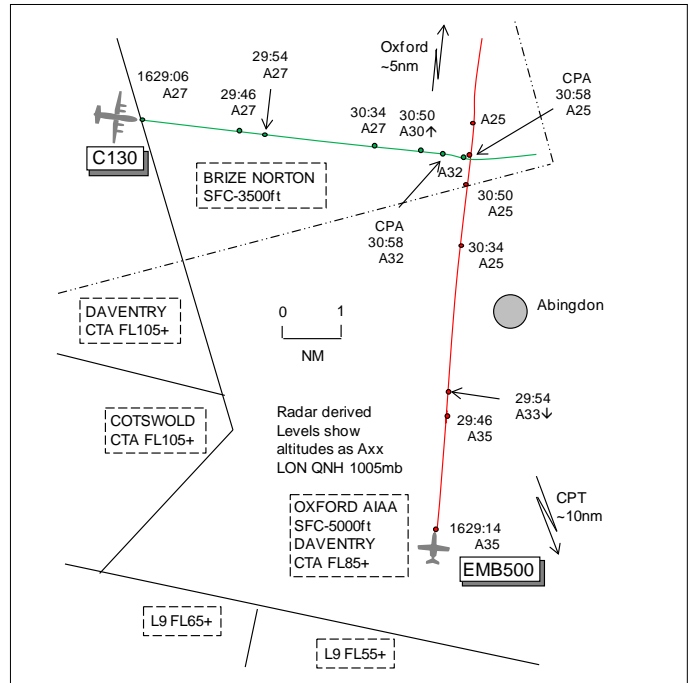 Oxford
~5nm
29:54
A27
1629:06
A27
29:46
A27
CPA
30:58
A25
30:34
A27
30:50
A30↑
A25
C130
BRIZE NORTON
SFC-3500ft
A32
30:50
A25
CPA
30:58
A32
30:34
A25
DAVENTRY
CTA FL105+
0 1
NM
Abingdon
29:54
A33↓
COTSWOLD
CTA FL105+
Radar derived
Levels show
altitudes as Axx
LON QNH 1005mb
29:46
A35
OXFORD AIAA
SFC-5000ft
DAVENTRY
CTA FL85+
CPT
~10nm
1629:14
A35
EMB500
L9 FL65+
L9 FL55+